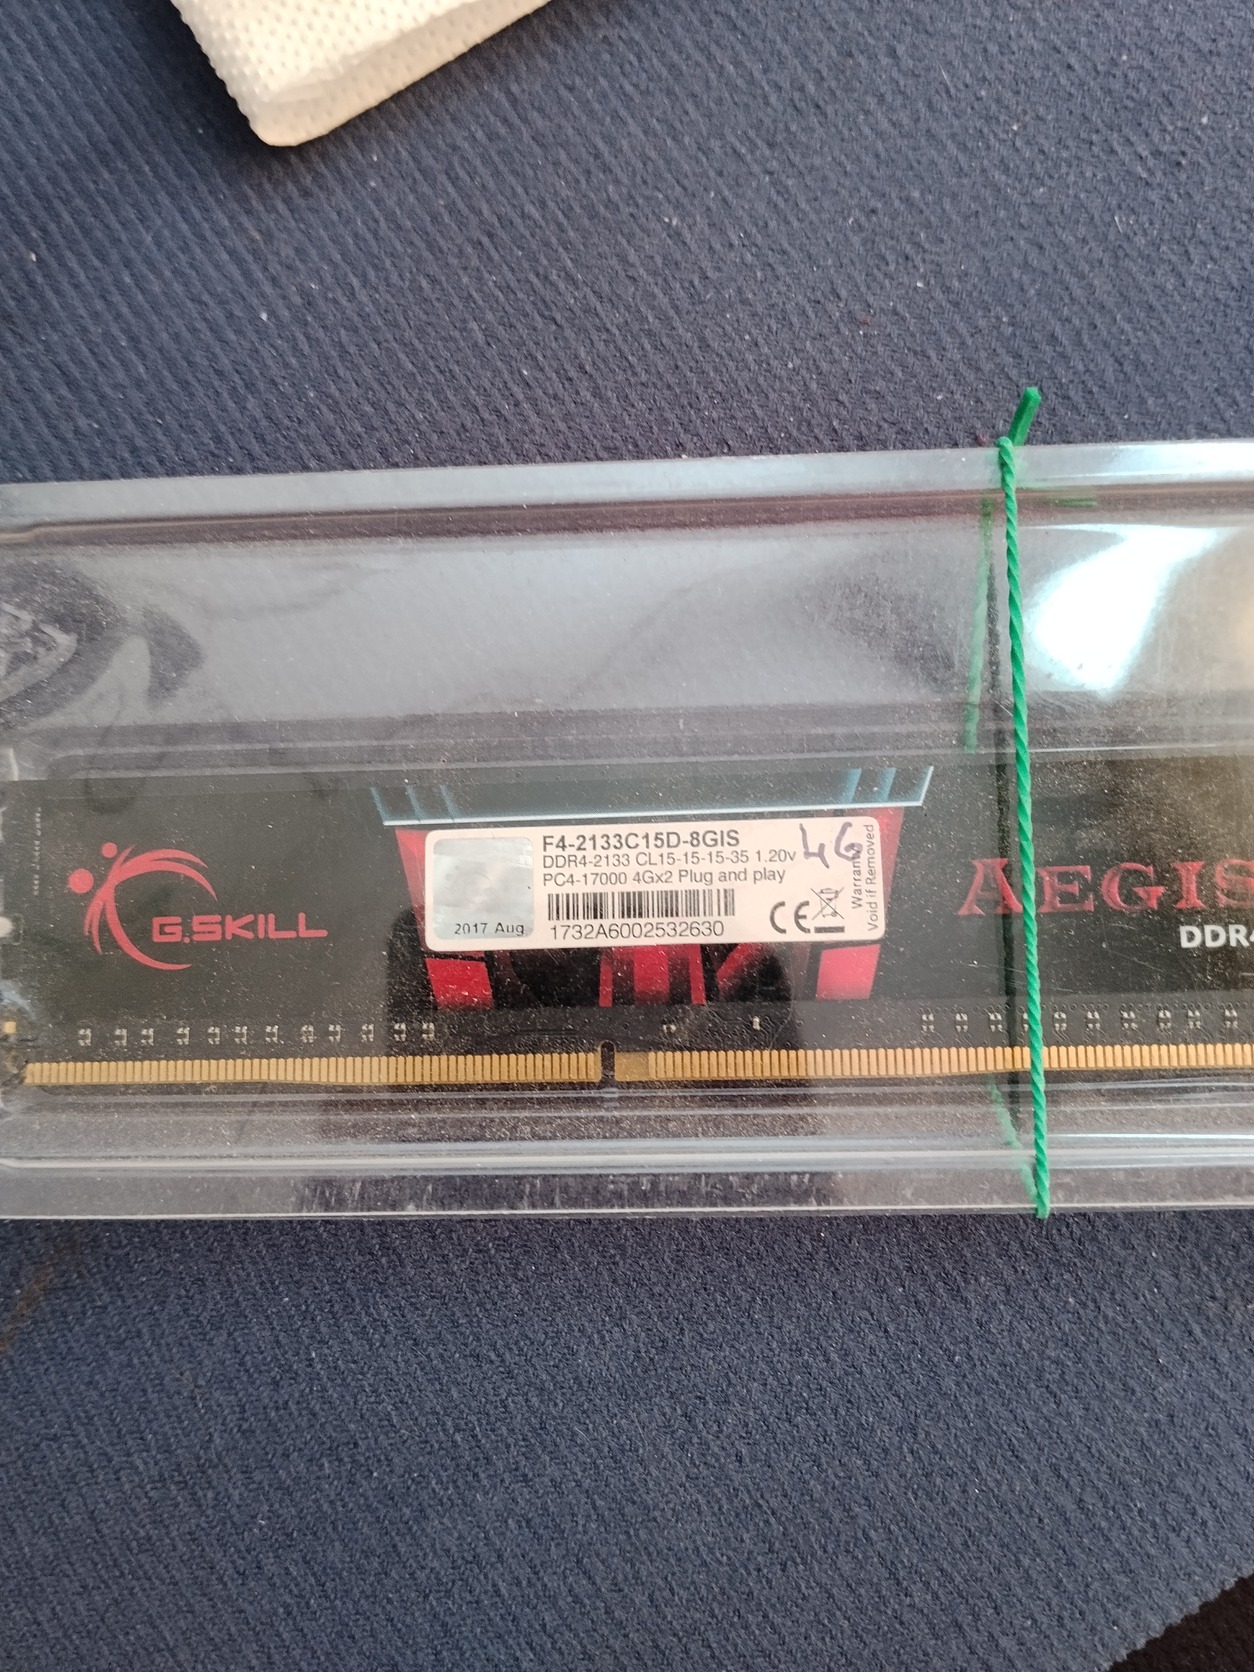 F4-2133C15D-8GIS
DDR4-2133 CL15-15-15-35 1.20v
PC4-17000 4Gx2 Plug and play
1732A6002532630
2017 Aug
CE
Warranty
Void if Removed
G.SKILL
AEGIS
DDR4